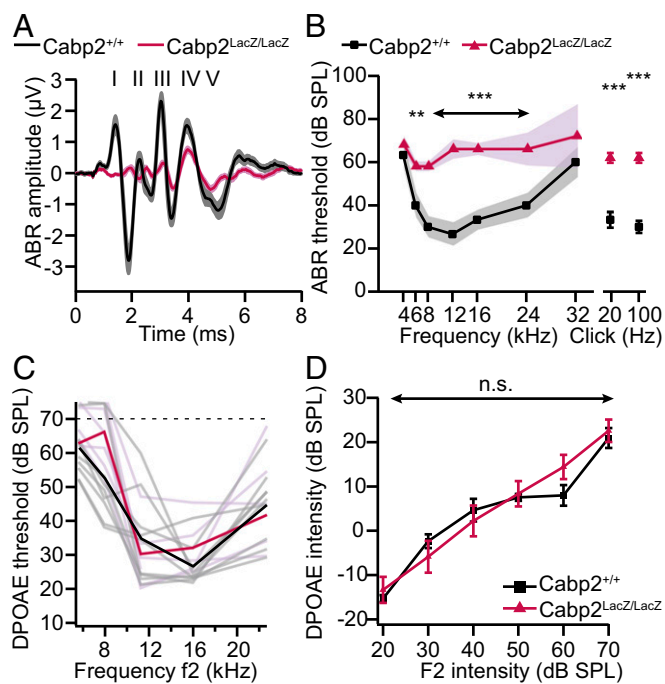 A
Cabp2+/+ Cabp2LacZ/LacZ
I II III IV V
ABR amplitude (µV)
3
2
1
0
-1
-2
-3
0 2 4 6 8
Time (ms)
B
Cabp2+/+ Cabp2LacZ/LacZ
ABR threshold (dB SPL)
100
80
60
40
20
0
** *** *** ***
4 6 8 12 16 24 32 20 100
Frequency (kHz) Click (Hz)
C
DPOAE threshold (dB SPL)
70
60
50
40
30
20
10
8 12 16 20
Frequency f2 (kHz)
D
n.s.
DPOAE intensity (dB SPL)
30
20
10
0
-10
-20
Cabp2+/+
Cabp2LacZ/LacZ
20 30 40 50 60 70
F2 intensity (dB SPL)